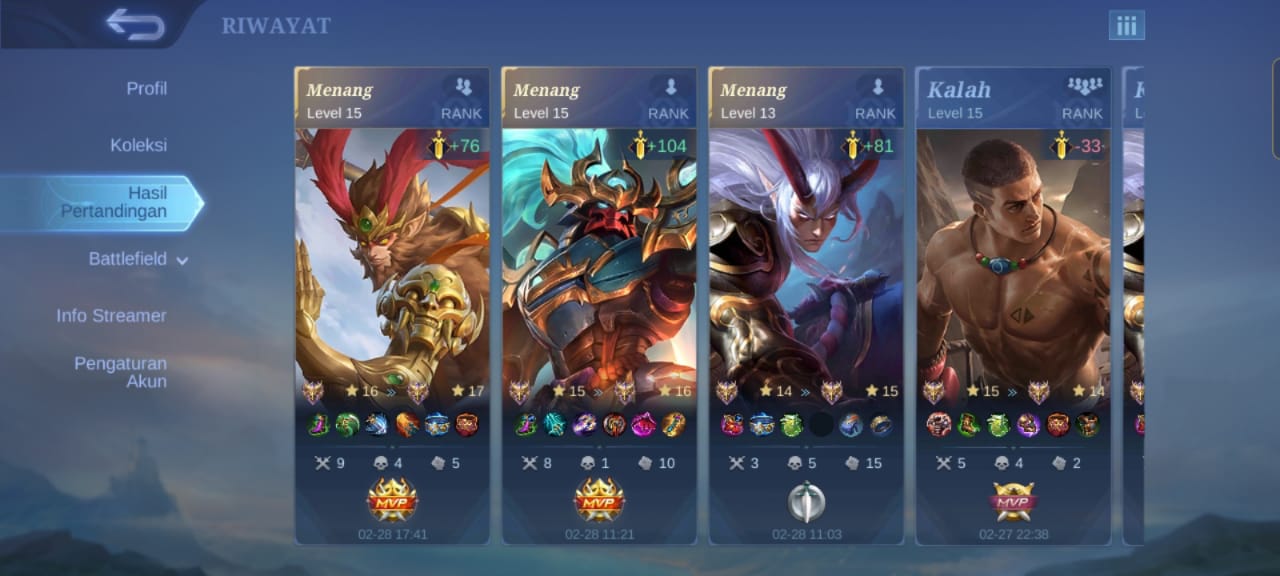 RIWAYAT
Profil
Koleksi
Hasil
Pertandingan
Battlefield
Info Streamer
Pengaturan
Akun
Menang
Level 15
RANK
+76
16 » 17
9 4 5
MVP
02-28 17:41
Menang
Level 15
RANK
+104
15 » 16
8 1 10
MVP
02-28 11:21
Menang
Level 13
RANK
+81
14 » 15
3 5 15
02-28 11:03
Kalah
Level 15
RANK
-33
15 » 14
5 4 2
MVP
02-27 22:38